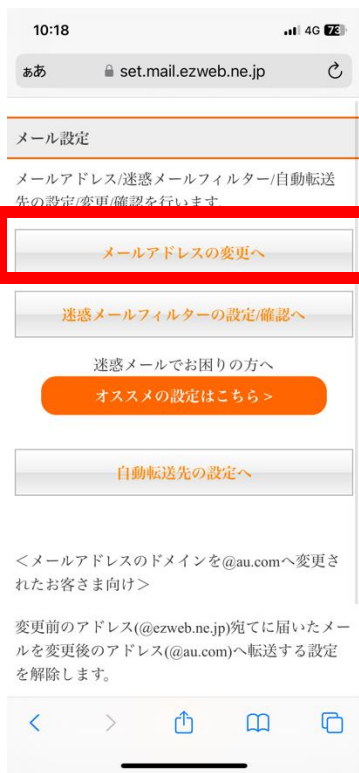 10:18
4G 73
ぁあ set.mail.ezweb.ne.jp
メール設定
メールアドレス/迷惑メールフィルター/自動転送
先の設定/変更/確認を行います
メールアドレスの変更へ
迷惑メールフィルターの設定/確認へ
迷惑メールでお困りの方へ
オススメの設定はこちら >
自動転送先の設定へ
＜メールアドレスのドメインを@au.comへ変更さ
れたお客さま向け＞
変更前のアドレス(@ezweb.ne.jp)宛てに届いたメー
ルを変更後のアドレス(@au.com)へ転送する設定
を解除します。